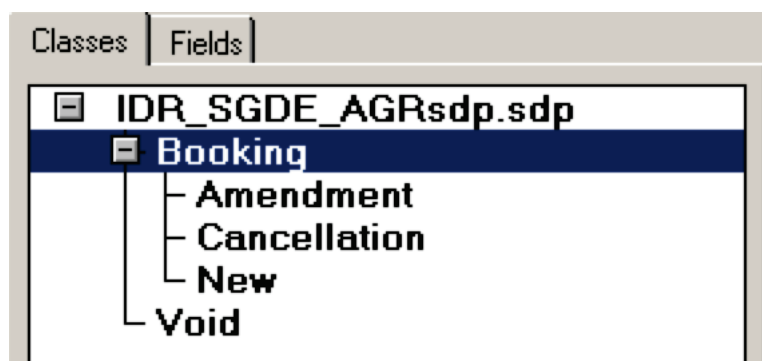 Classes Fields
IDR_SGDE_AGRsdp.sdp
Booking
Amendment
Cancellation
New
Void